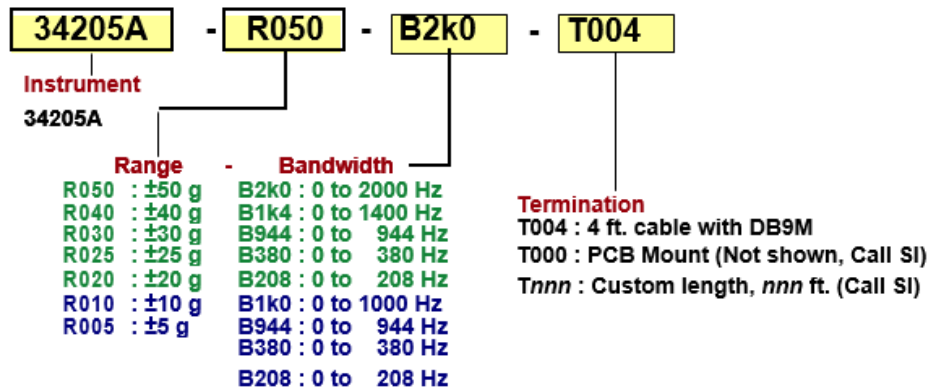 34205A - R050 - B2k0 - T004
Instrument
34205A
Range - Bandwidth
R050 : ±50 g B2k0 : 0 to 2000 Hz
R040 : ±40 g B1k4 : 0 to 1400 Hz
R030 : ±30 g B944 : 0 to 944 Hz
R025 : ±25 g B380 : 0 to 380 Hz
R020 : ±20 g B208 : 0 to 208 Hz
R010 : ±10 g B1k0 : 0 to 1000 Hz
R005 : ±5 g B944 : 0 to 944 Hz
B380 : 0 to 380 Hz
B208 : 0 to 208 Hz
Termination
T004 : 4 ft. cable with DB9M
T000 : PCB Mount (Not shown, Call SI)
Tnnn : Custom length, nnn ft. (Call SI)